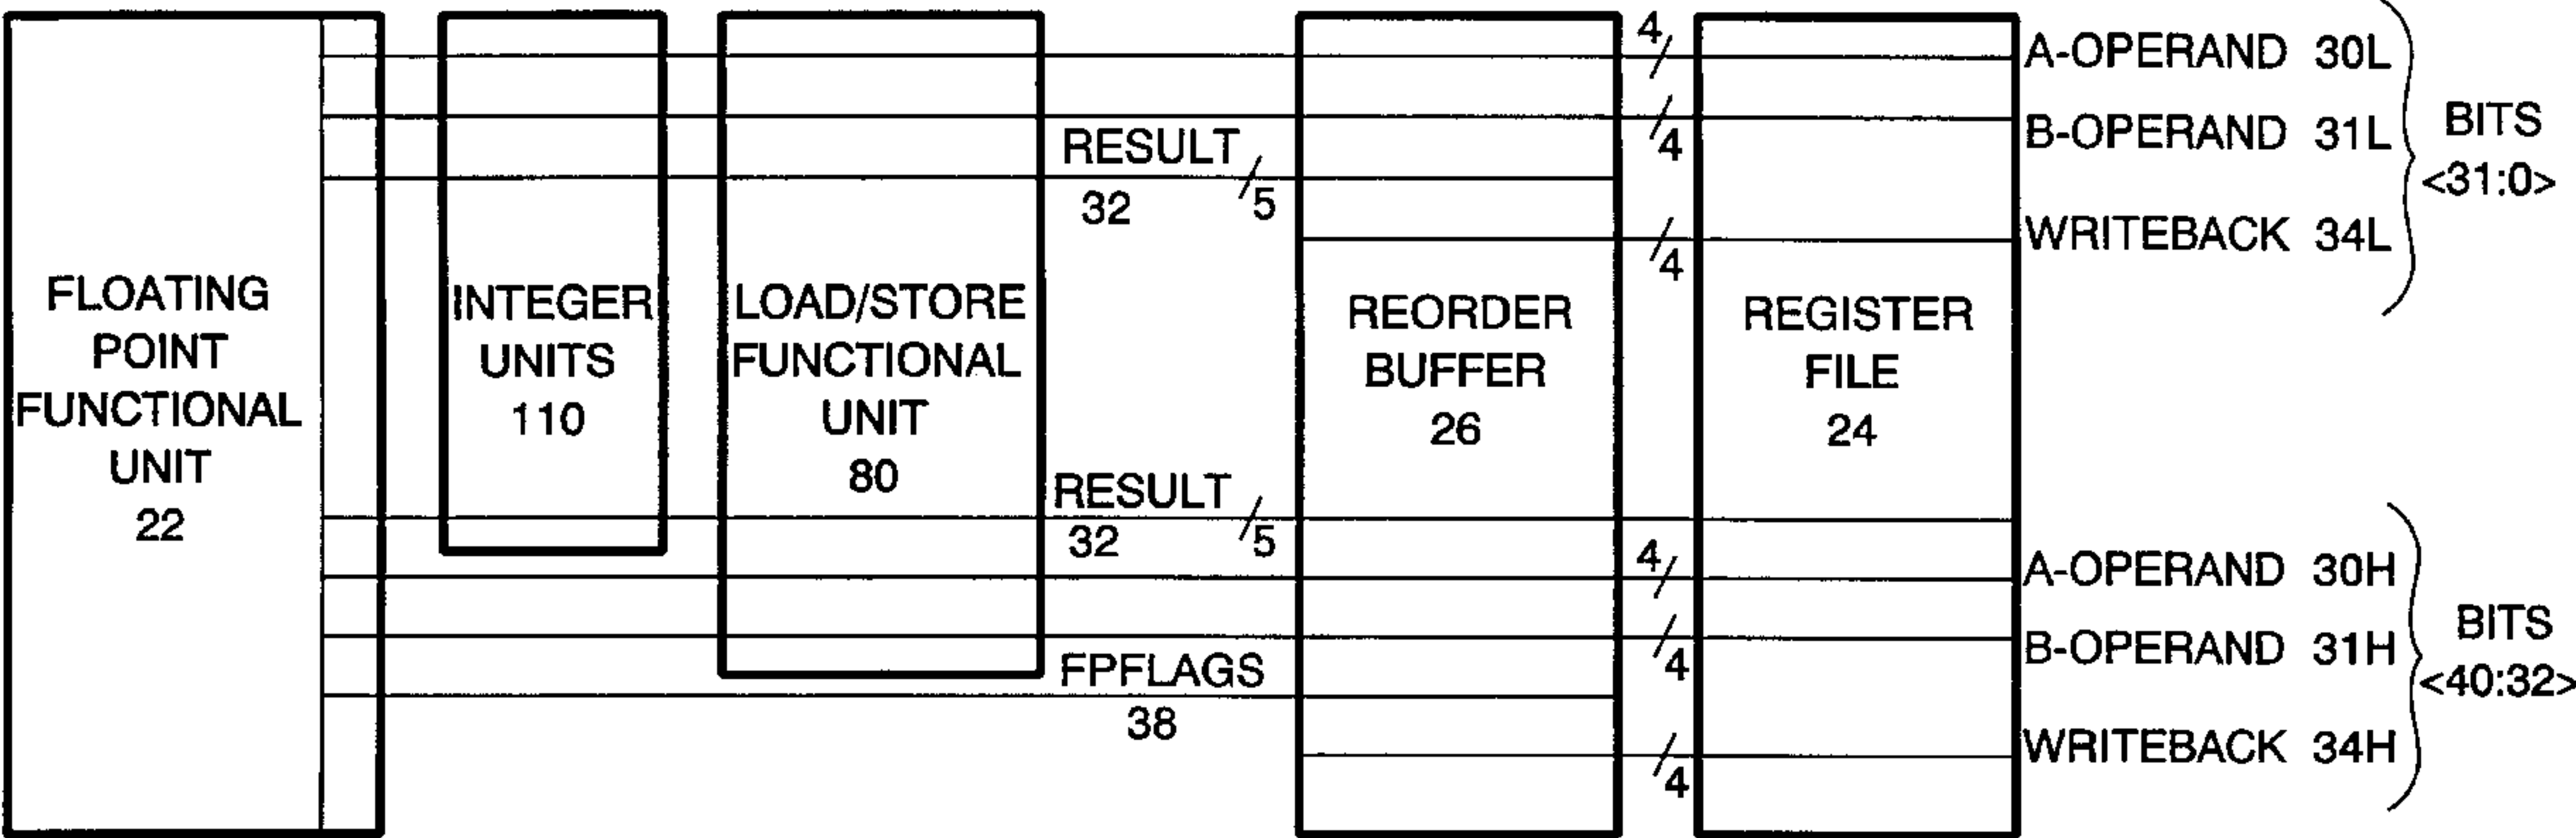 FLOATING
POINT
FUNCTIONAL
UNIT
22
INTEGER
UNITS
110
LOAD/STORE
FUNCTIONAL
UNIT
80
RESULT
32
5
RESULT
32
5
FPFLAGS
38
REORDER
BUFFER
26
4
4
4
4
4
4
REGISTER
FILE
24
A-OPERAND 30L
B-OPERAND 31L
WRITEBACK 34L
BITS
<31:0>
A-OPERAND 30H
B-OPERAND 31H
WRITEBACK 34H
BITS
<40:32>